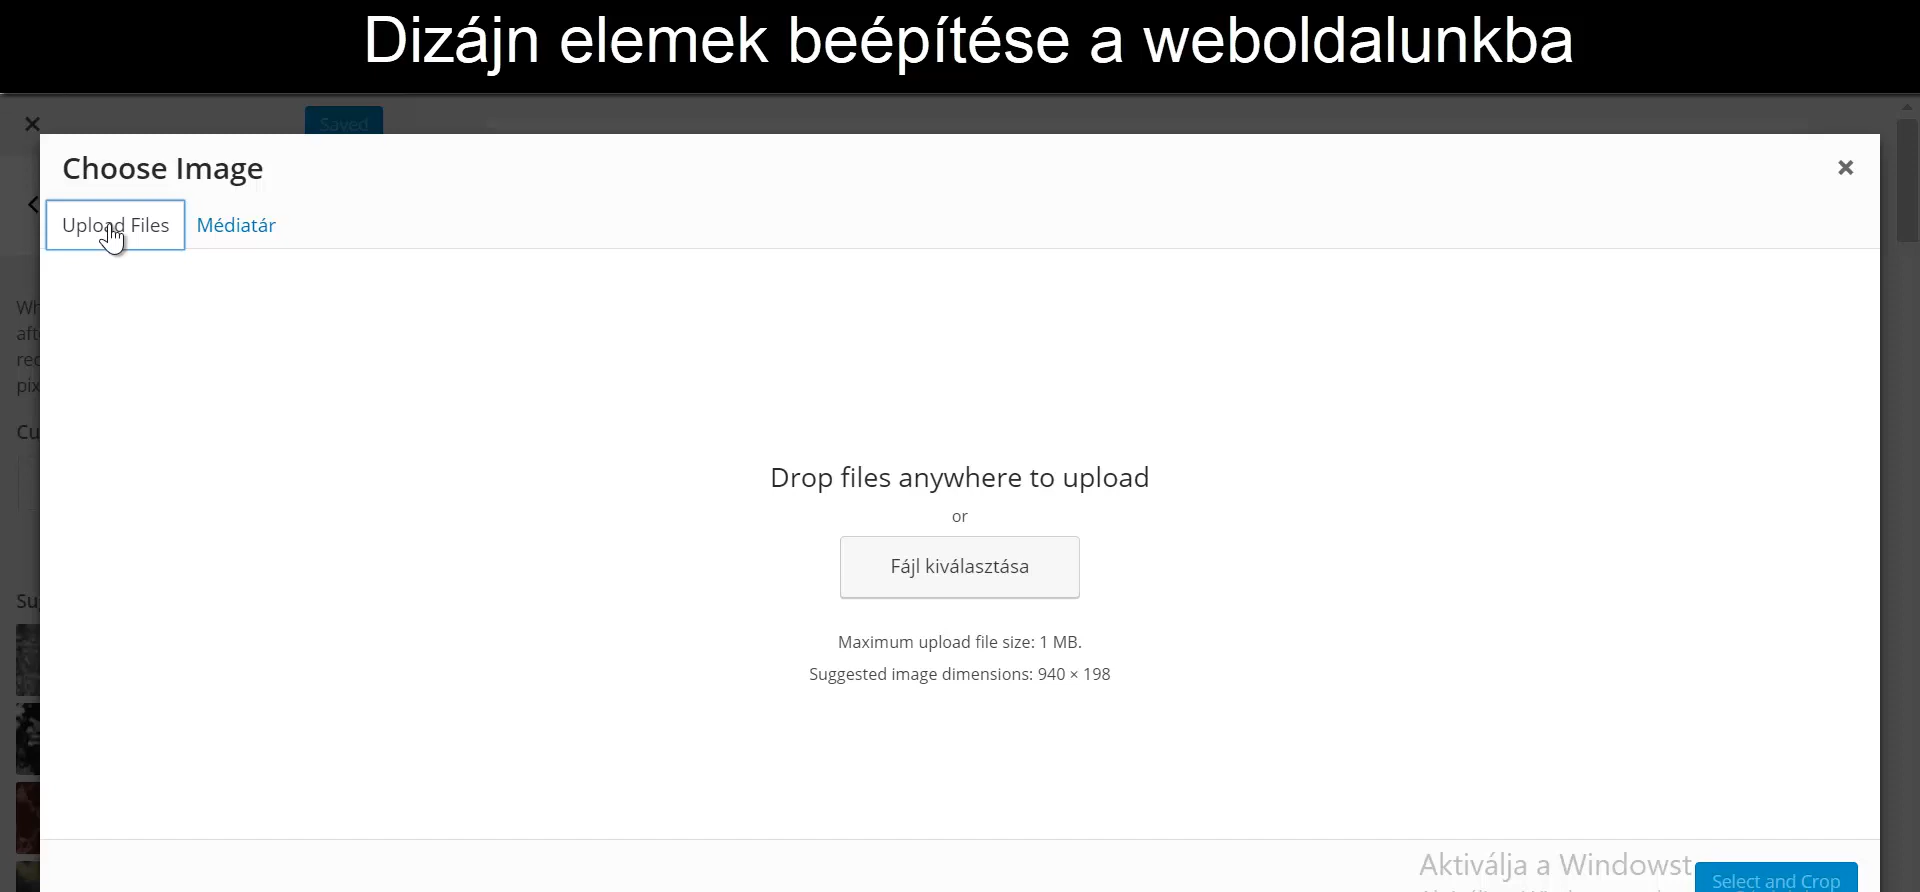 Dizájn elemek beépítése a weboldalunkba
Saved
Choose Image
Upload Files
Médiatár
Drop files anywhere to upload
or
Fájl kiválasztása
Maximum upload file size: 1 MB.
Suggested image dimensions: 940 × 198
Aktiválja a Windowst
Select and Crop